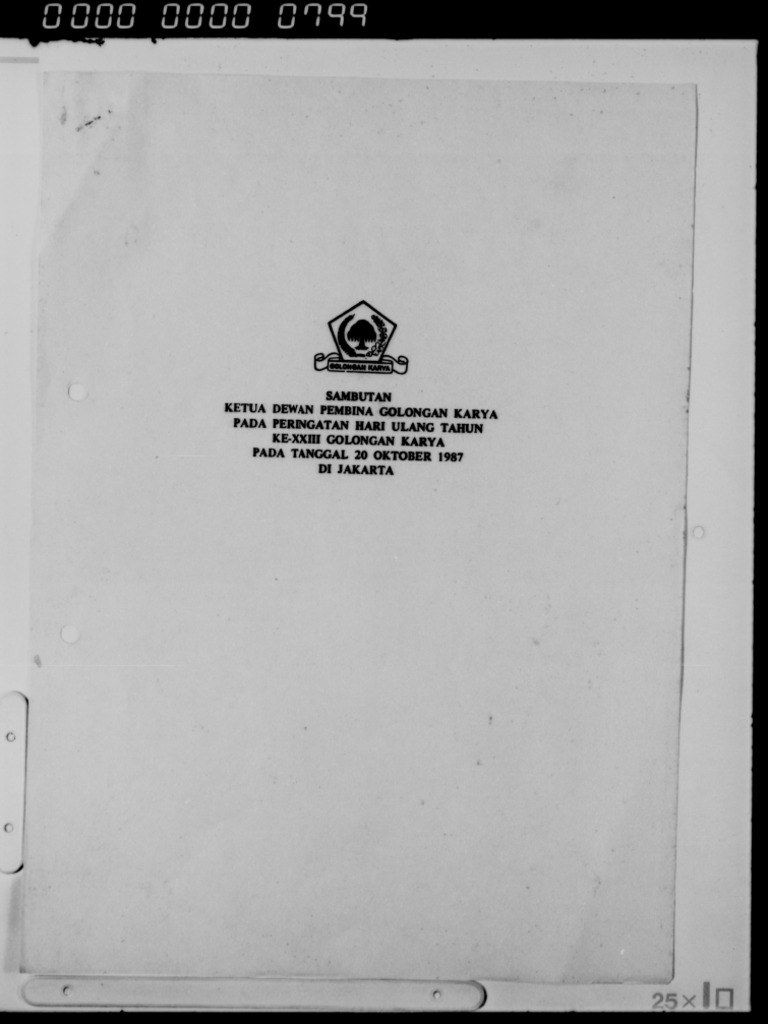 0000 0000 0799
GOLONGAN KARYA
SAMBUTAN
KETUA DEWAN PEMBINA GOLONGAN KARYA
PADA PERINGATAN HARI ULANG TAHUN
KE-XXIII GOLONGAN KARYA
PADA TANGGAL 20 OKTOBER 1987
DI JAKARTA
25×